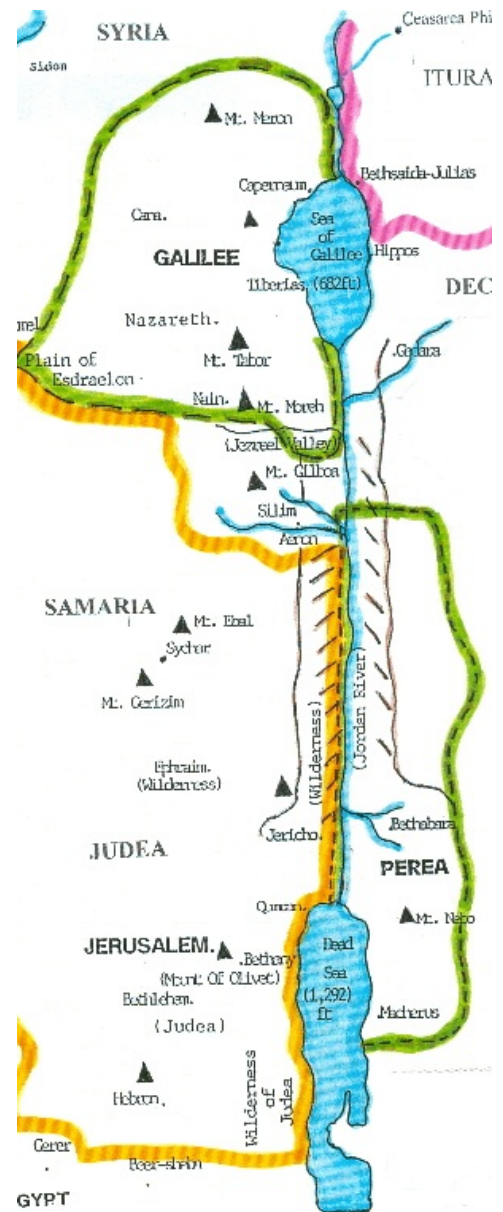 SYRIA
Ceasarea Phi
Sidon
ITURA
Mt. Meron
Capernaum
Bethsaida-Julias
Cana.
Sea
of
Galilee
GALILEE
Hippos
Tiberias (682ft)
DEC
Nazareth.
Gadara
Plain of
Esdraelon
Mt. Tabor
Nain.
Mt. Moreh
(Jezreel Valley)
Mt. Gilboa
Silim
Aeron
SAMARIA
Mt. Ebal
Sychar
Mt. Gerizim
(Wilderness)
(Jordan River)
Ephraim.
(Wilderness)
Jericho.
Bethabara
JUDEA
PEREA
Qumran.
Mt. Nebo
JERUSALEM.
.Bethany
(Mount Of Olivet)
Dead
Sea
(1,292)
ft
Bethlehem.
(Judea)
.Macherus
Wilderness
of
Judea
Hebron.
Gerer
Beer-sheba
GYPT